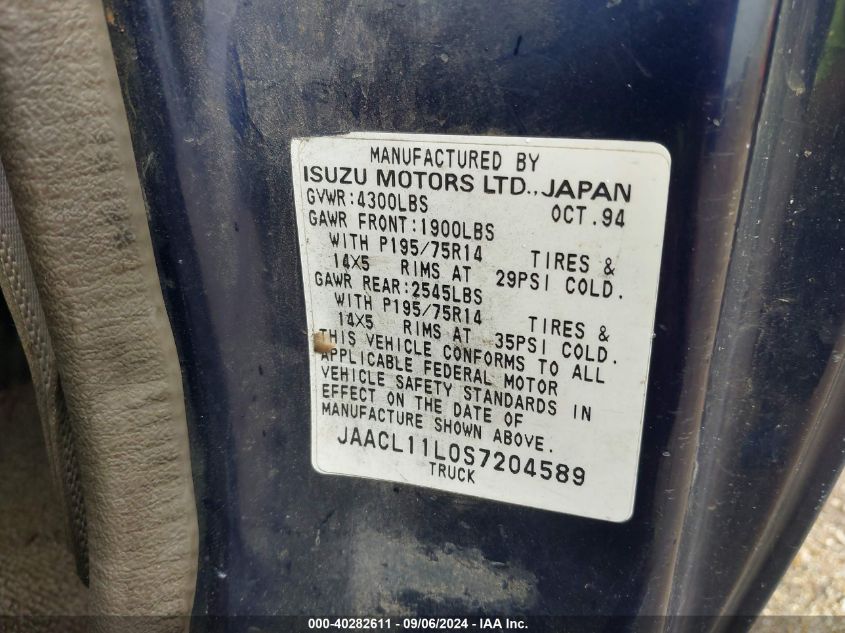 MANUFACTURED BY
ISUZU MOTORS LTD., JAPAN
GVWR:4300LBS OCT.94
GAWR FRONT:1900LBS
WITH P195/75R14 TIRES &
14X5 RIMS AT 29PSI COLD.
GAWR REAR:2545LBS
WITH P195/75R14 TIRES &
14X5 RIMS AT 35PSI COLD.
THIS VEHICLE CONFORMS TO ALL
APPLICABLE FEDERAL MOTOR
VEHICLE SAFETY STANDARDS IN
EFFECT ON THE DATE OF
MANUFACTURE SHOWN ABOVE.
JAACL11L0S7204589
TRUCK
000-40282611 - 09/06/2024 - IAA Inc.